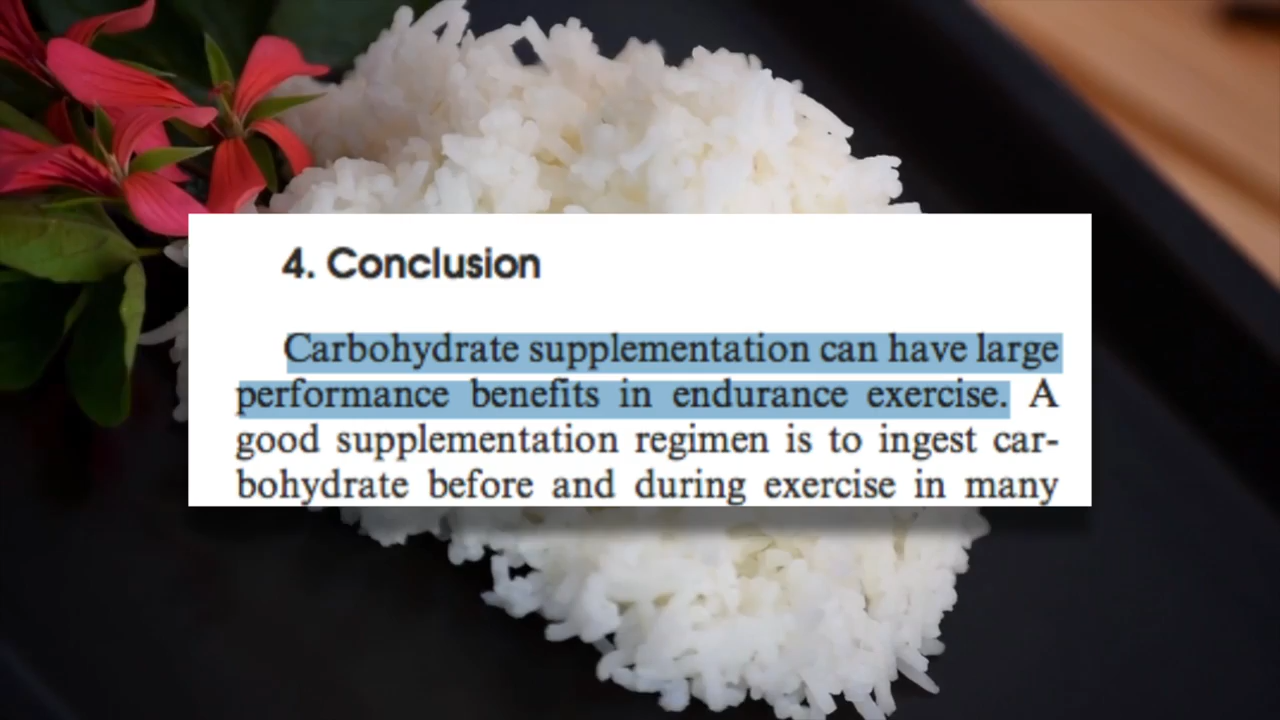 4. Conclusion
Carbohydrate supplementation can have large
performance benefits in endurance exercise. A
good supplementation regimen is to ingest car-
bohydrate before and during exercise in many